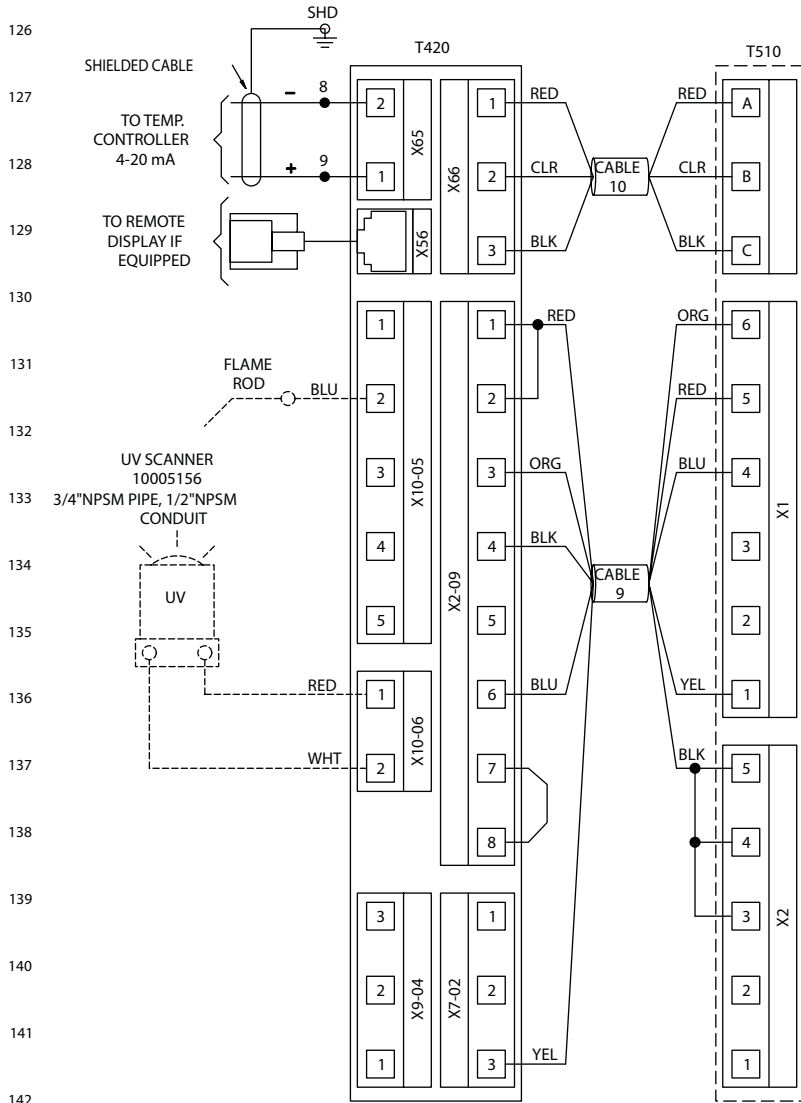 126
SHD
T420
T510
SHIELDED CABLE
127
- 8
2
1
RED
RED
A
TO TEMP.
CONTROLLER
4-20 mA
X65
X66
128
+ 9
1
2
CLR
CABLE
10
CLR
B
129
TO REMOTE
DISPLAY IF
EQUIPPED
X56
3
BLK
BLK
C
130
1
1
RED
ORG
6
131
FLAME
ROD
BLU
2
2
RED
5
132
UV SCANNER
10005156
3/4"NPSM PIPE, 1/2"NPSM
CONDUIT
3
X10-05
3
ORG
BLU
4
X1
133
4
4
BLK
3
134
UV
X2-09
CABLE
9
135
5
5
2
136
RED
1
X10-06
6
BLU
YEL
1
137
WHT
2
7
BLK
5
138
8
4
139
3
1
3
X2
140
2
X9-04
X7-02
2
2
141
1
3
YEL
1
142